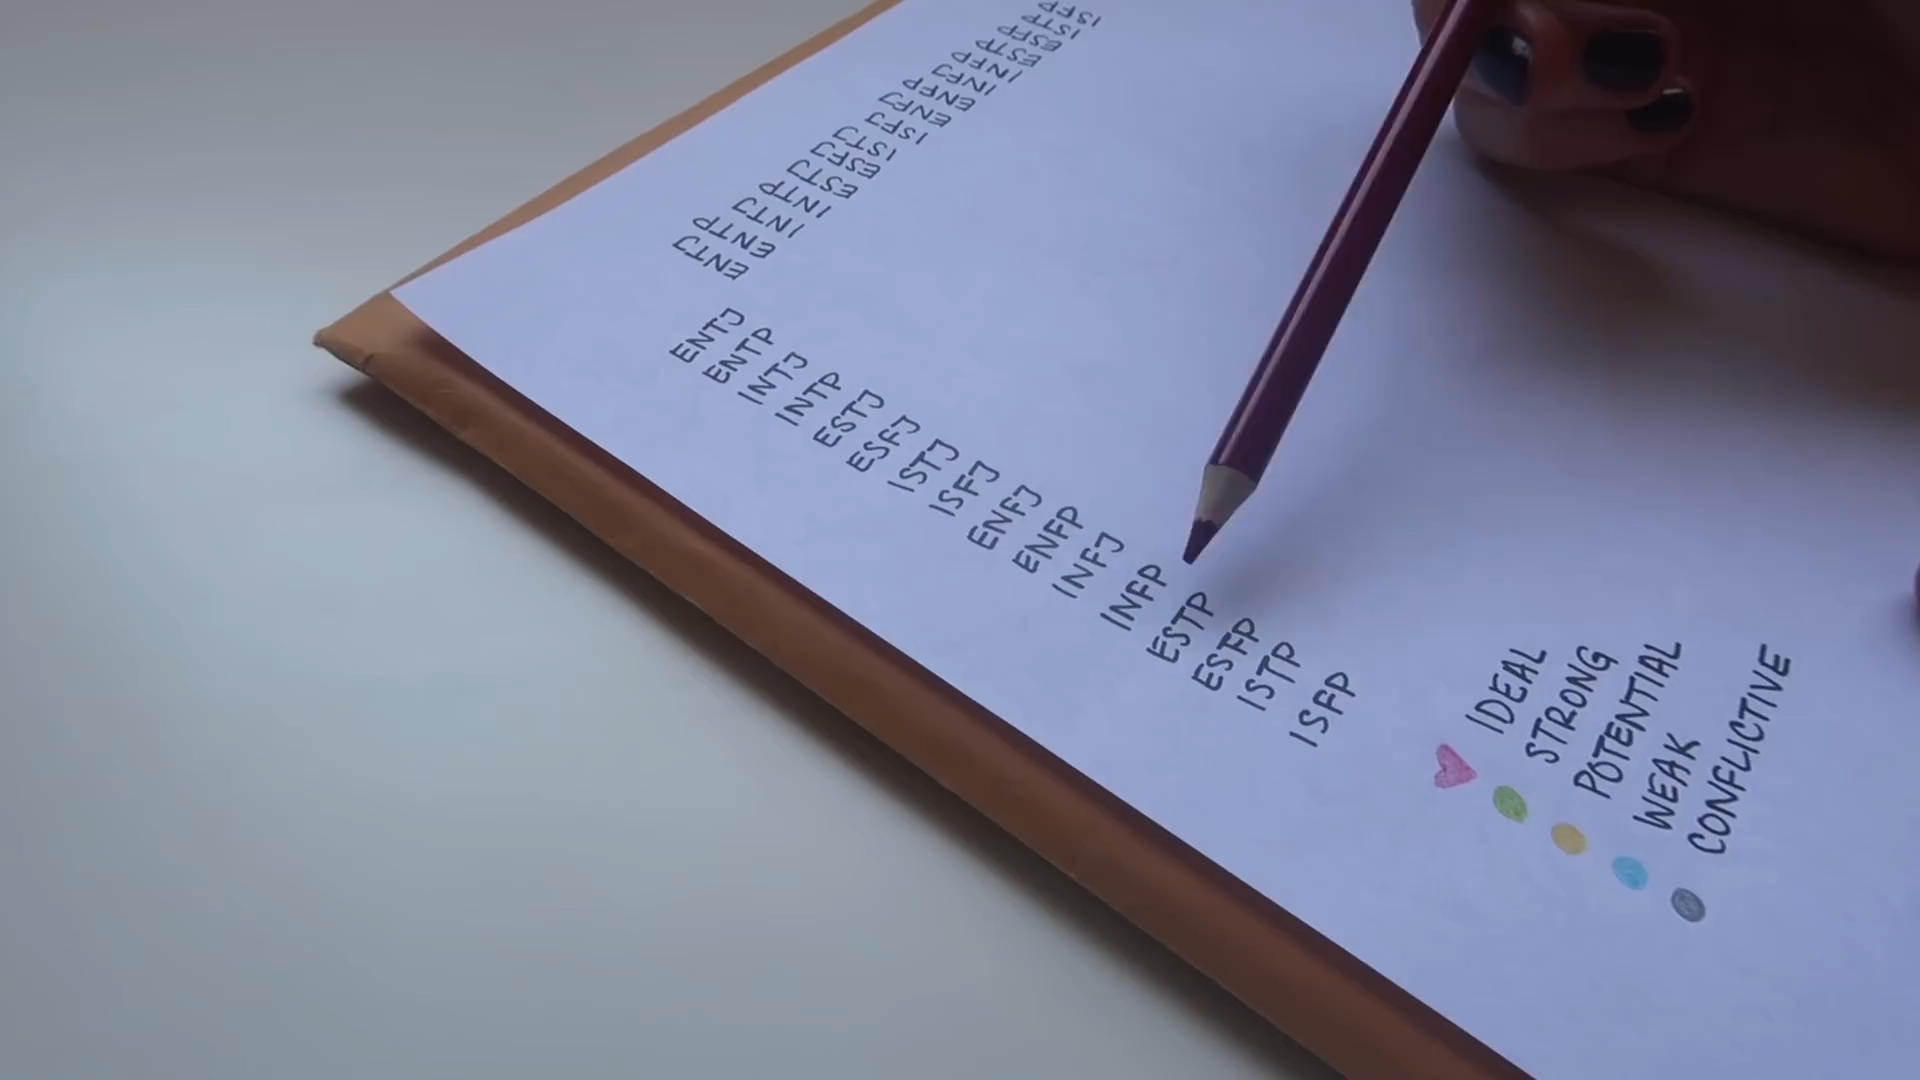 ENTJ
ENTP
INTJ
INTP
ESTJ
ESFJ
ISTJ
ISFJ
ENFJ
ENFP
INFJ
INFP
ESTP
ESFP
ISTP
ISFP
ENTJ
ENTP
INTJ
INTP
ESTJ
ESFJ
ISTJ
ISFJ
ENFJ
ENFP
INFJ
INFP
ESTP
ESFP
ISTP
ISFP
IDEAL
STRONG
POTENTIAL
WEAK
CONFLICTIVE